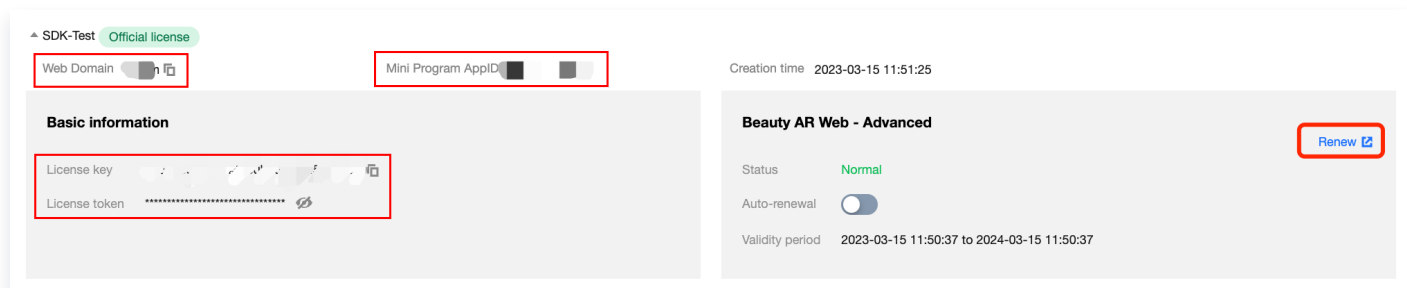 SDK-Test Official license
Web Domain
Mini Program AppID
Creation time 2023-03-15 11:51:25
Basic information
License key
License token ********************************
Beauty AR Web - Advanced
Renew
Status Normal
Auto-renewal
Validity period 2023-03-15 11:50:37 to 2024-03-15 11:50:37